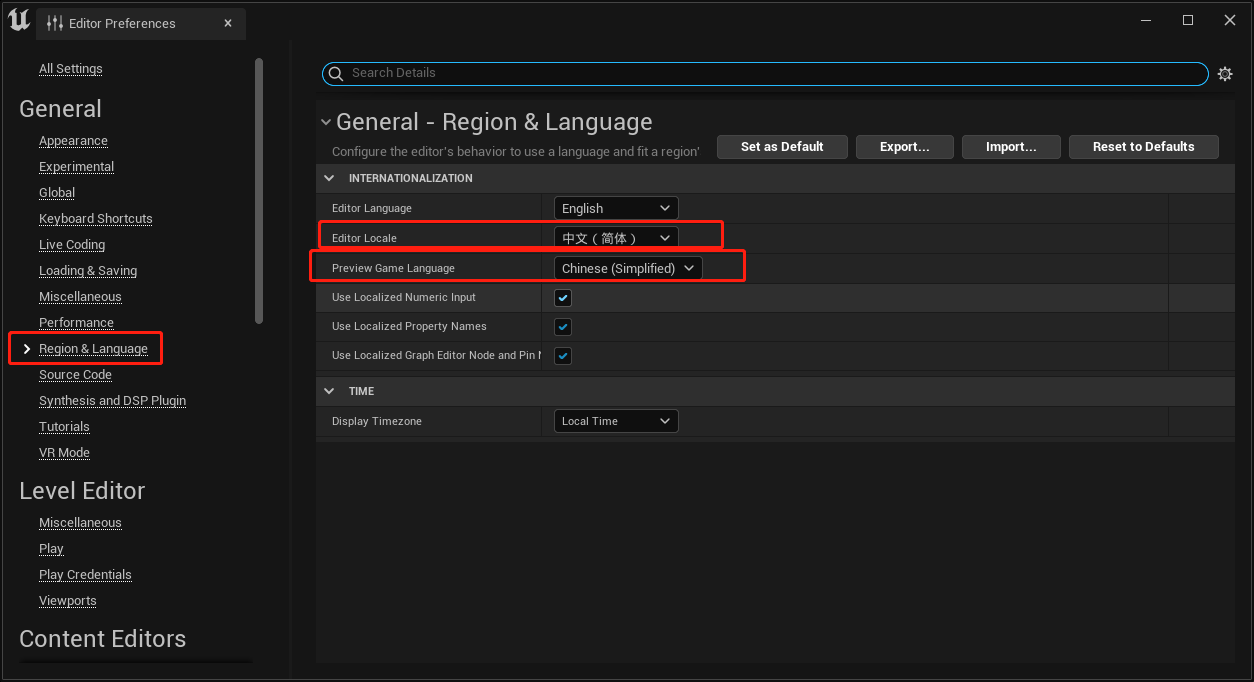 Editor Preferences
All Settings
General
Appearance
Experimental
Global
Keyboard Shortcuts
Live Coding
Loading & Saving
Miscellaneous
Performance
Region & Language
Source Code
Synthesis and DSP Plugin
Tutorials
VR Mode
Level Editor
Miscellaneous
Play
Play Credentials
Viewports
Content Editors
Search Details
General - Region & Language
Configure the editor's behavior to use a language and fit a region'
Set as Default
Export...
Import...
Reset to Defaults
INTERNATIONALIZATION
Editor Language English
Editor Locale 中文（简体）
Preview Game Language Chinese (Simplified)
Use Localized Numeric Input
Use Localized Property Names
Use Localized Graph Editor Node and Pin N
TIME
Display Timezone Local Time